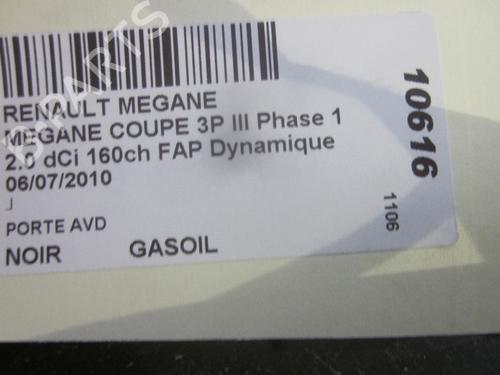 RENAULT MEGANE
MEGANE COUPE 3P III Phase 1
2.0 dCi 160ch FAP Dynamique
06/07/2010
J
PORTE AVD
NOIR GASOIL
10616
1106
B-PARTS